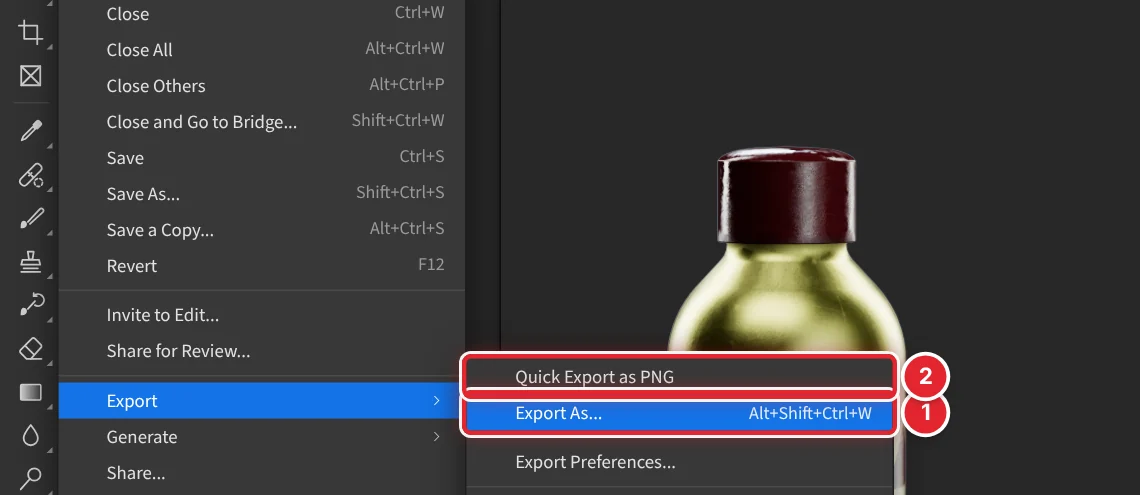 Close Ctrl+W
Close All Alt+Ctrl+W
Close Others Alt+Ctrl+P
Close and Go to Bridge... Shift+Ctrl+W
Save Ctrl+S
Save As... Shift+Ctrl+S
Save a Copy... Alt+Ctrl+S
Revert F12
Invite to Edit...
Share for Review...
Quick Export as PNG 2
Export
Export As... Alt+Shift+Ctrl+W 1
Generate
Export Preferences...
Share...